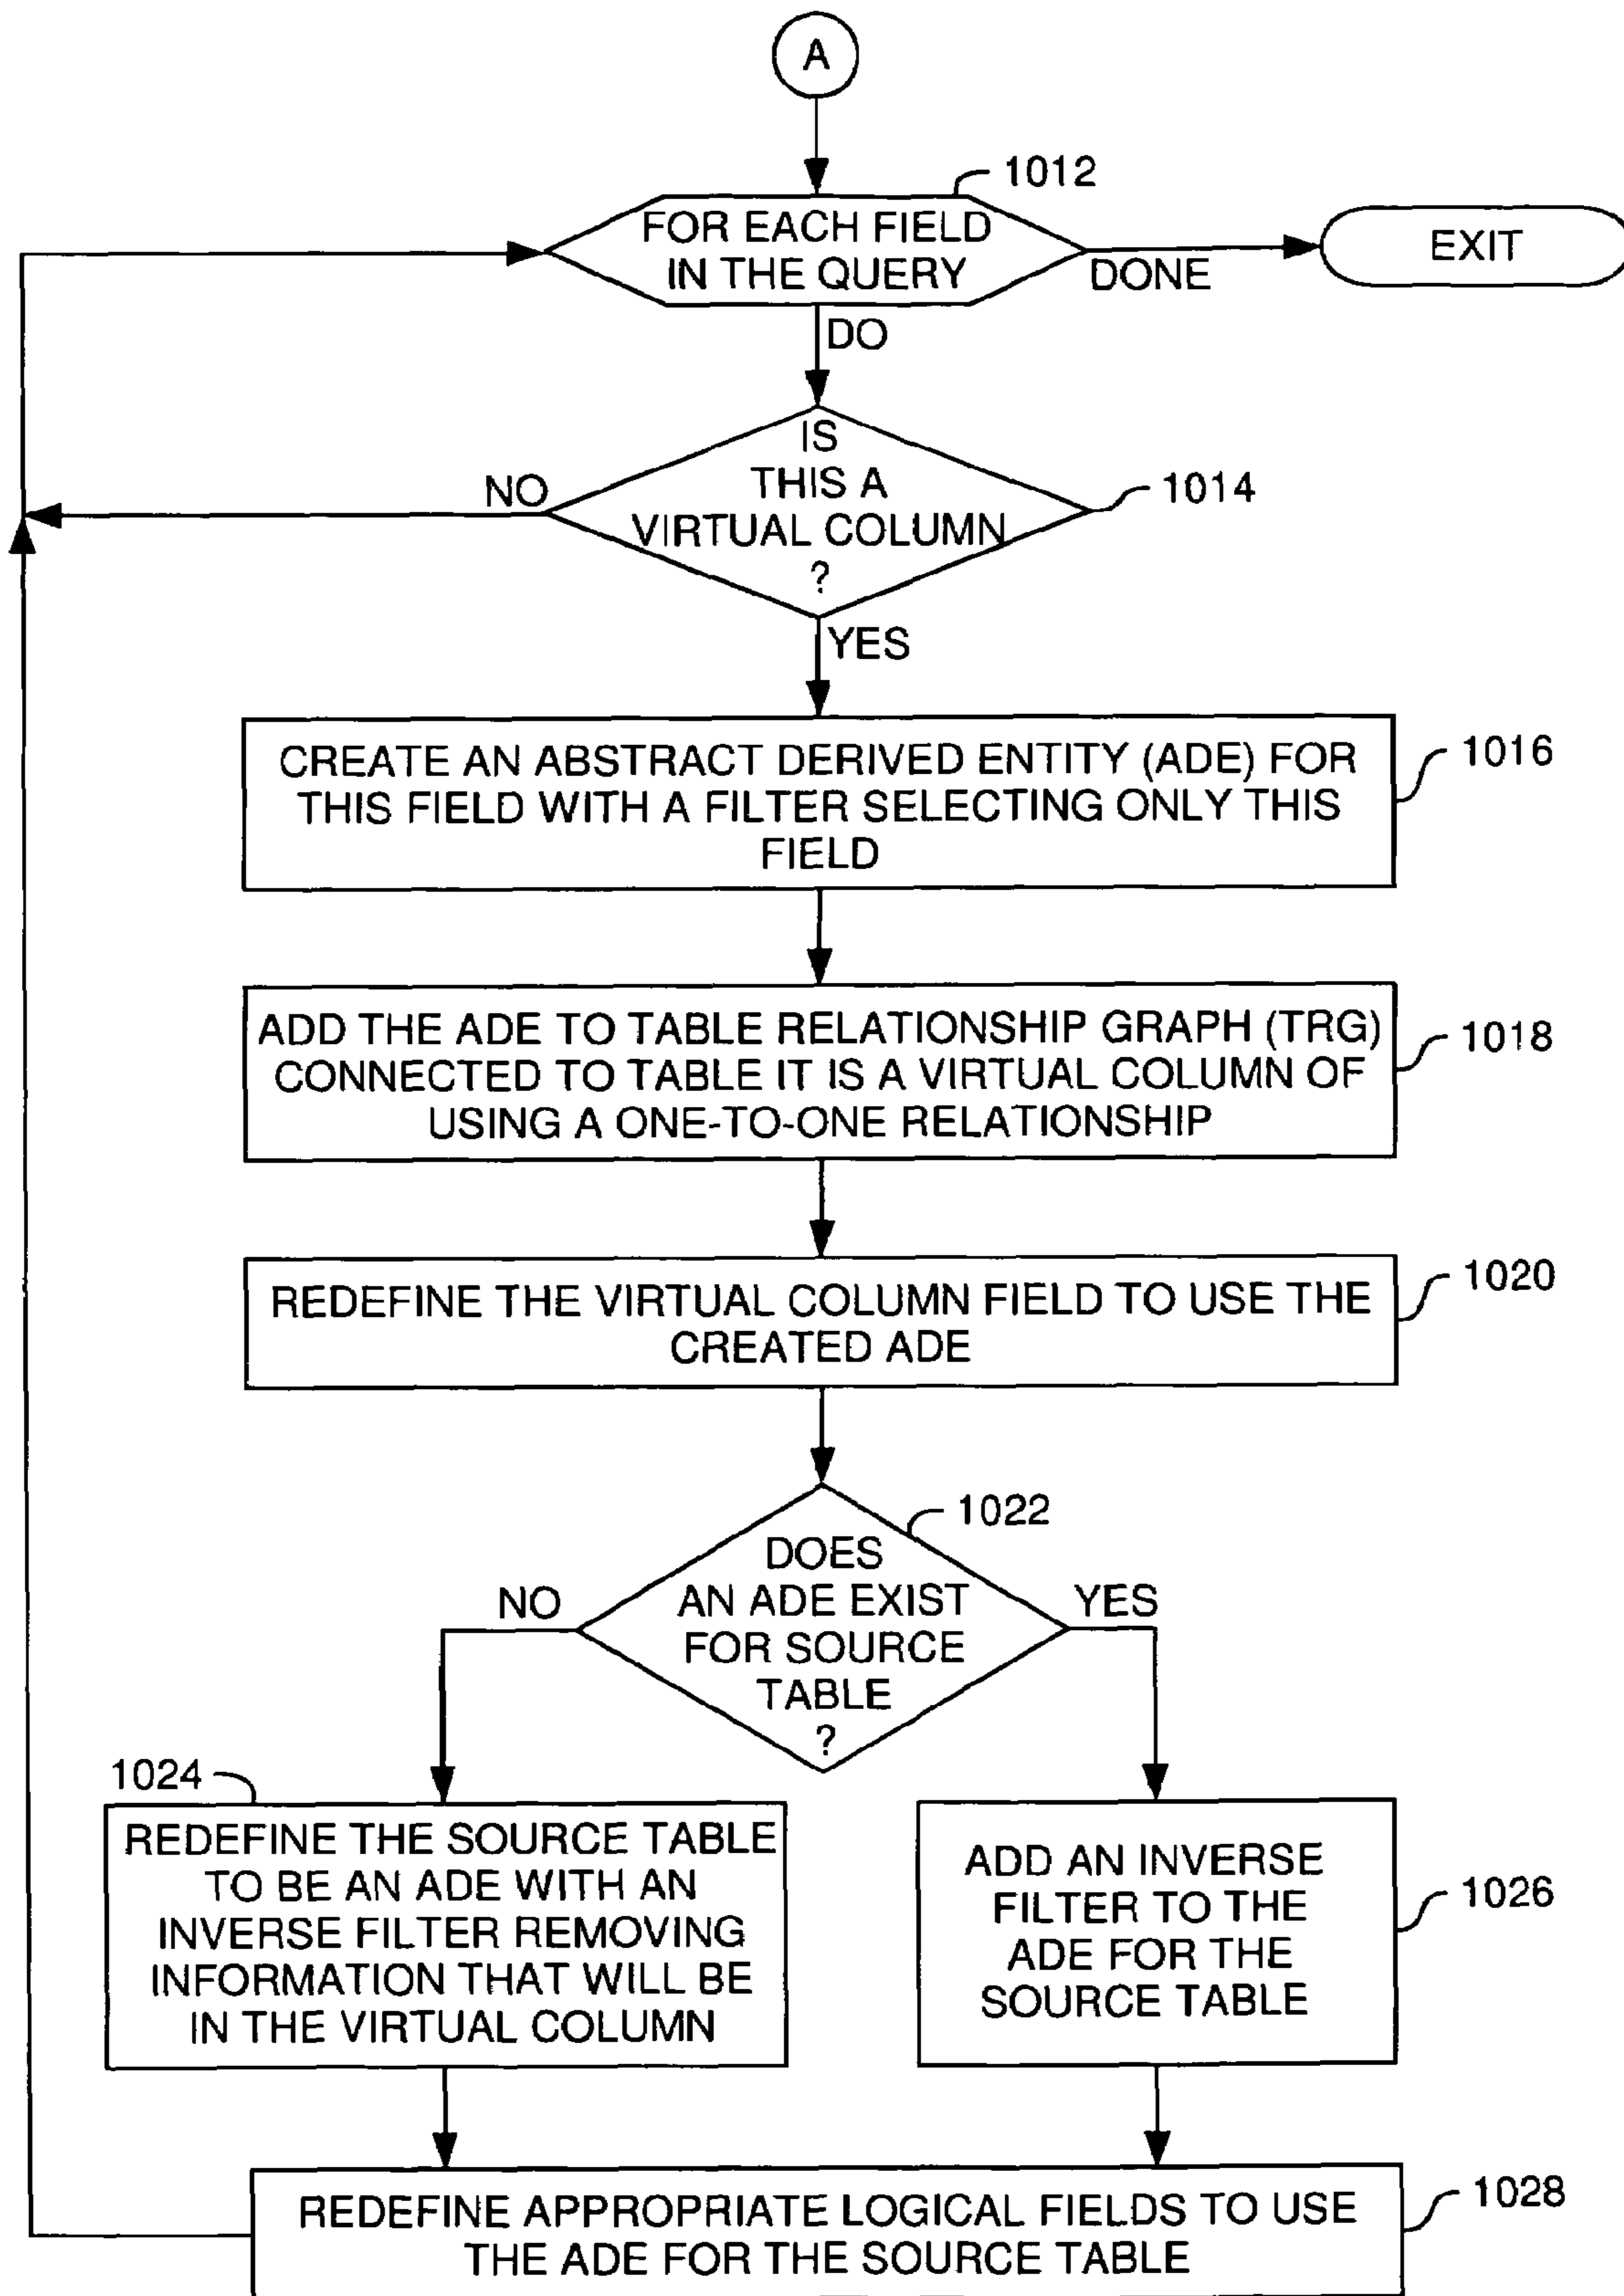 A
1012
FOR EACH FIELD
IN THE QUERY
DONE
EXIT
DO
IS
THIS A
VIRTUAL COLUMN
?
NO
1014
YES
CREATE AN ABSTRACT DERIVED ENTITY (ADE) FOR
THIS FIELD WITH A FILTER SELECTING ONLY THIS
FIELD
1016
ADD THE ADE TO TABLE RELATIONSHIP GRAPH (TRG)
CONNECTED TO TABLE IT IS A VIRTUAL COLUMN OF
USING A ONE-TO-ONE RELATIONSHIP
1018
REDEFINE THE VIRTUAL COLUMN FIELD TO USE THE
CREATED ADE
1020
1022
DOES
AN ADE EXIST
FOR SOURCE
TABLE
?
NO
YES
1024
REDEFINE THE SOURCE TABLE
TO BE AN ADE WITH AN
INVERSE FILTER REMOVING
INFORMATION THAT WILL BE
IN THE VIRTUAL COLUMN
ADD AN INVERSE
FILTER TO THE
ADE FOR THE
SOURCE TABLE
1026
REDEFINE APPROPRIATE LOGICAL FIELDS TO USE
THE ADE FOR THE SOURCE TABLE
1028